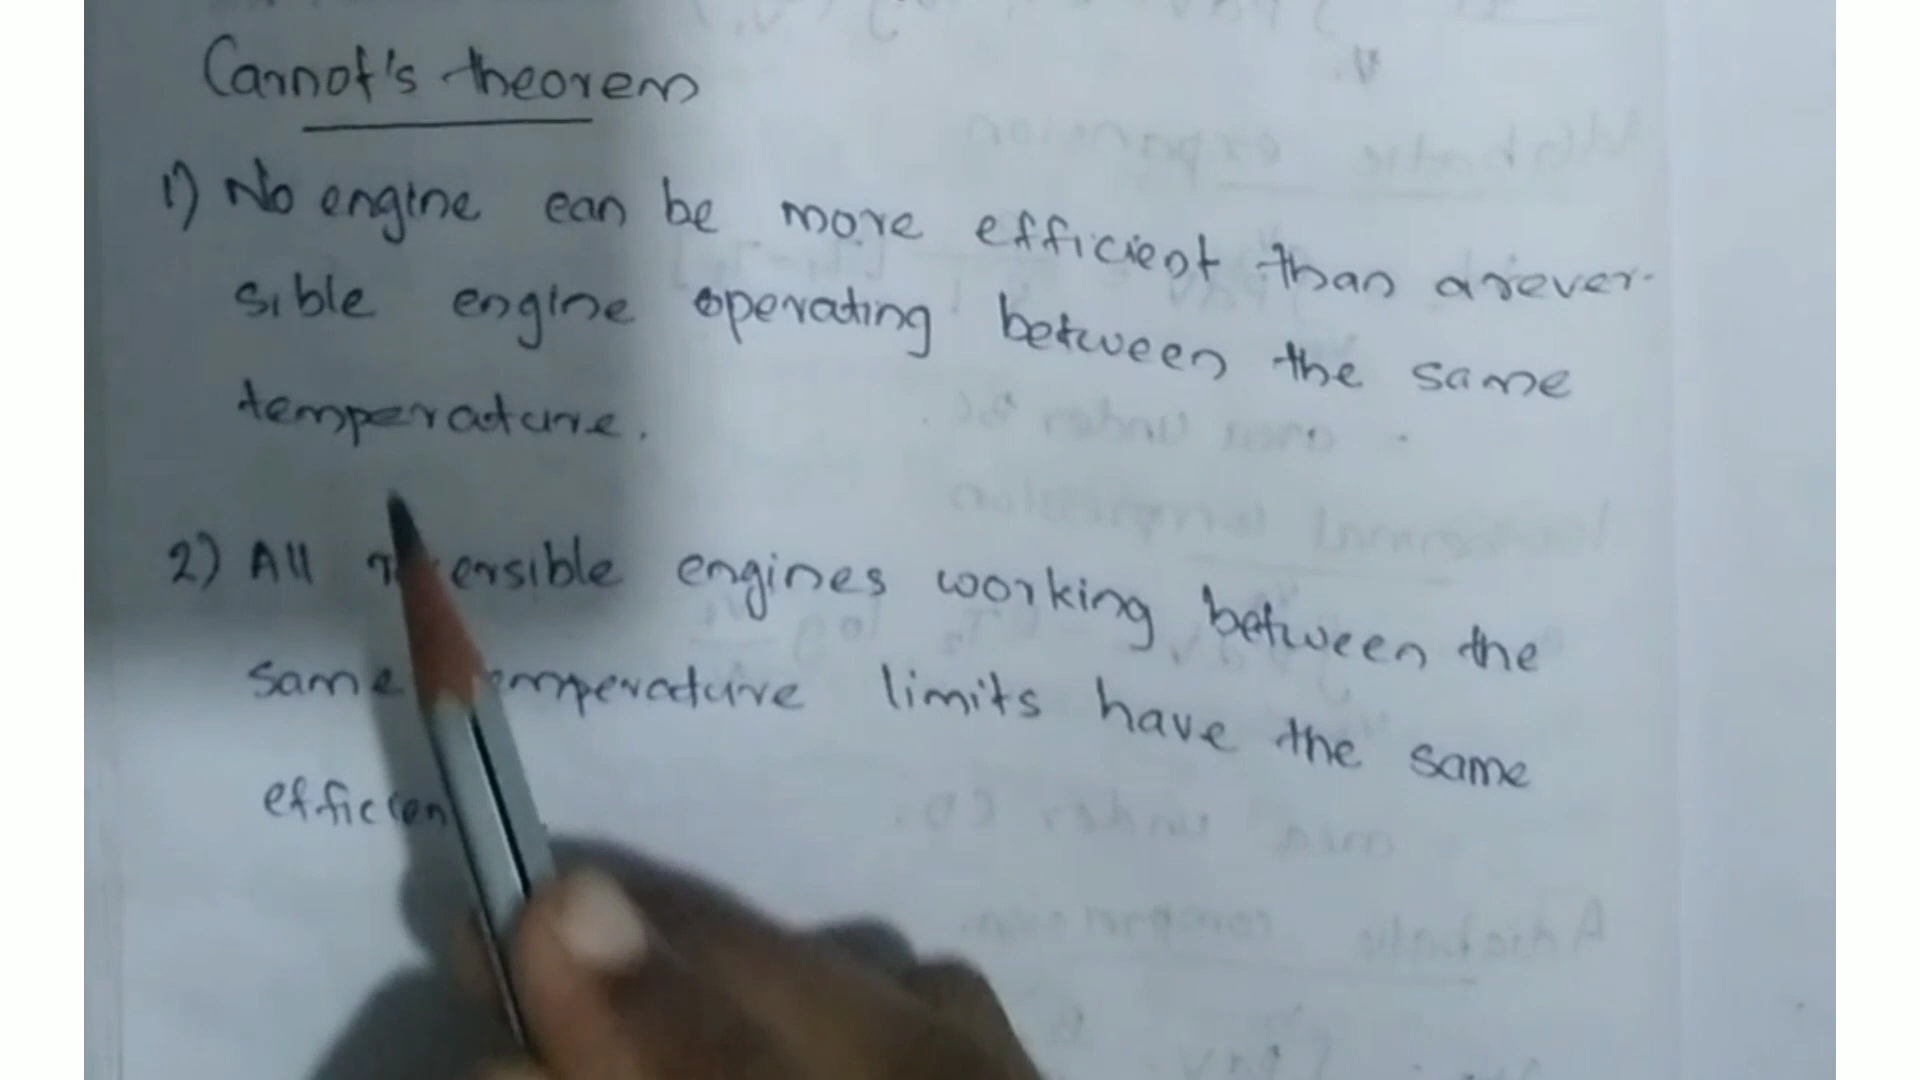 Carnot's theorem
1) No engine can be more efficient than a rever-
sible engine operating between the same
temperature.
2) All engines working between the
same limits have the same